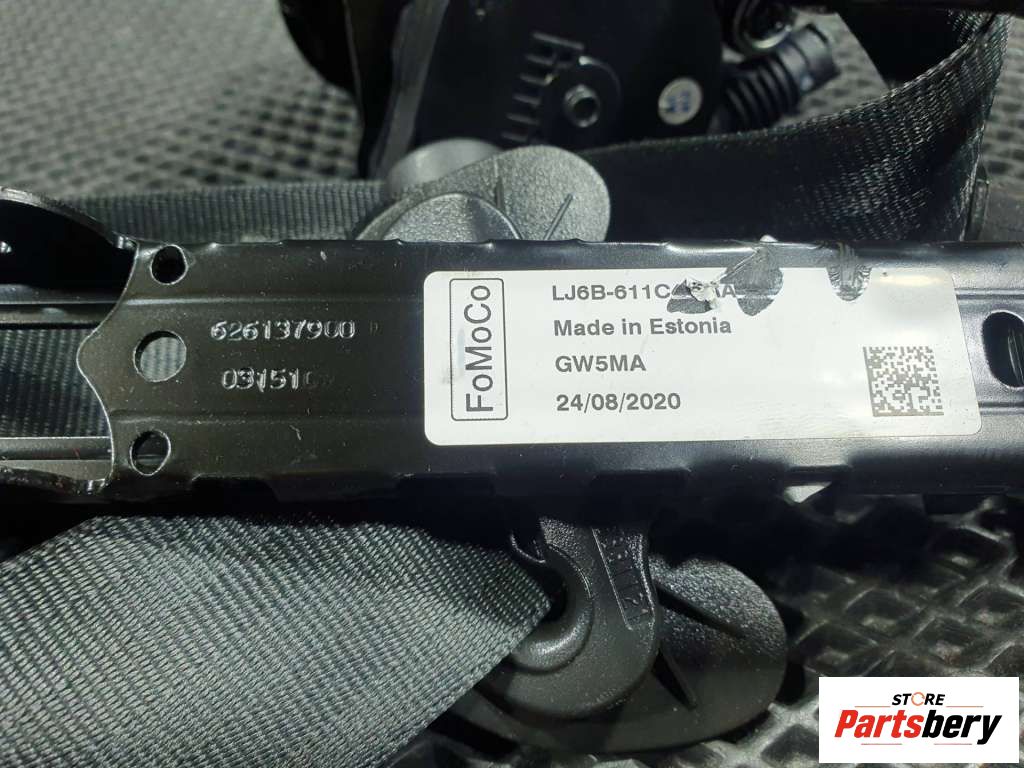 626137900
FoMoCo
Made in Estonia
GW5MA
24/08/2020
STORE
Partsbery